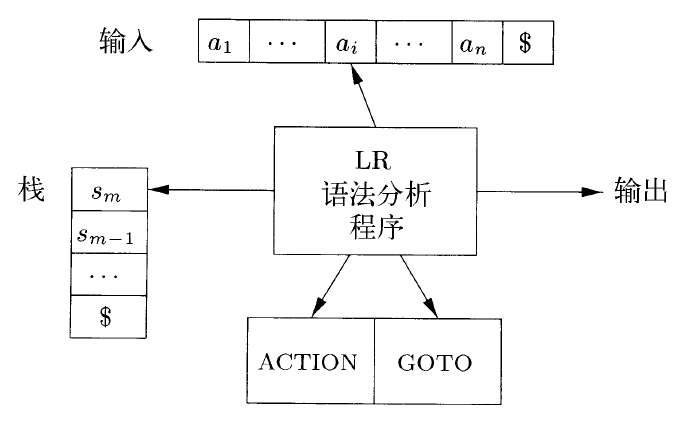 输入 a1 ··· ai ··· an $
LR
语法分析
程序
栈
sm
sm−1
···
$
输出
ACTION GOTO